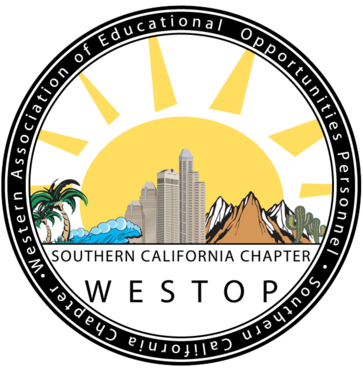 Western Association of Educational Opportunities Personnel • Southern California Chapter •
SOUTHERN CALIFORNIA CHAPTER
WESTOP